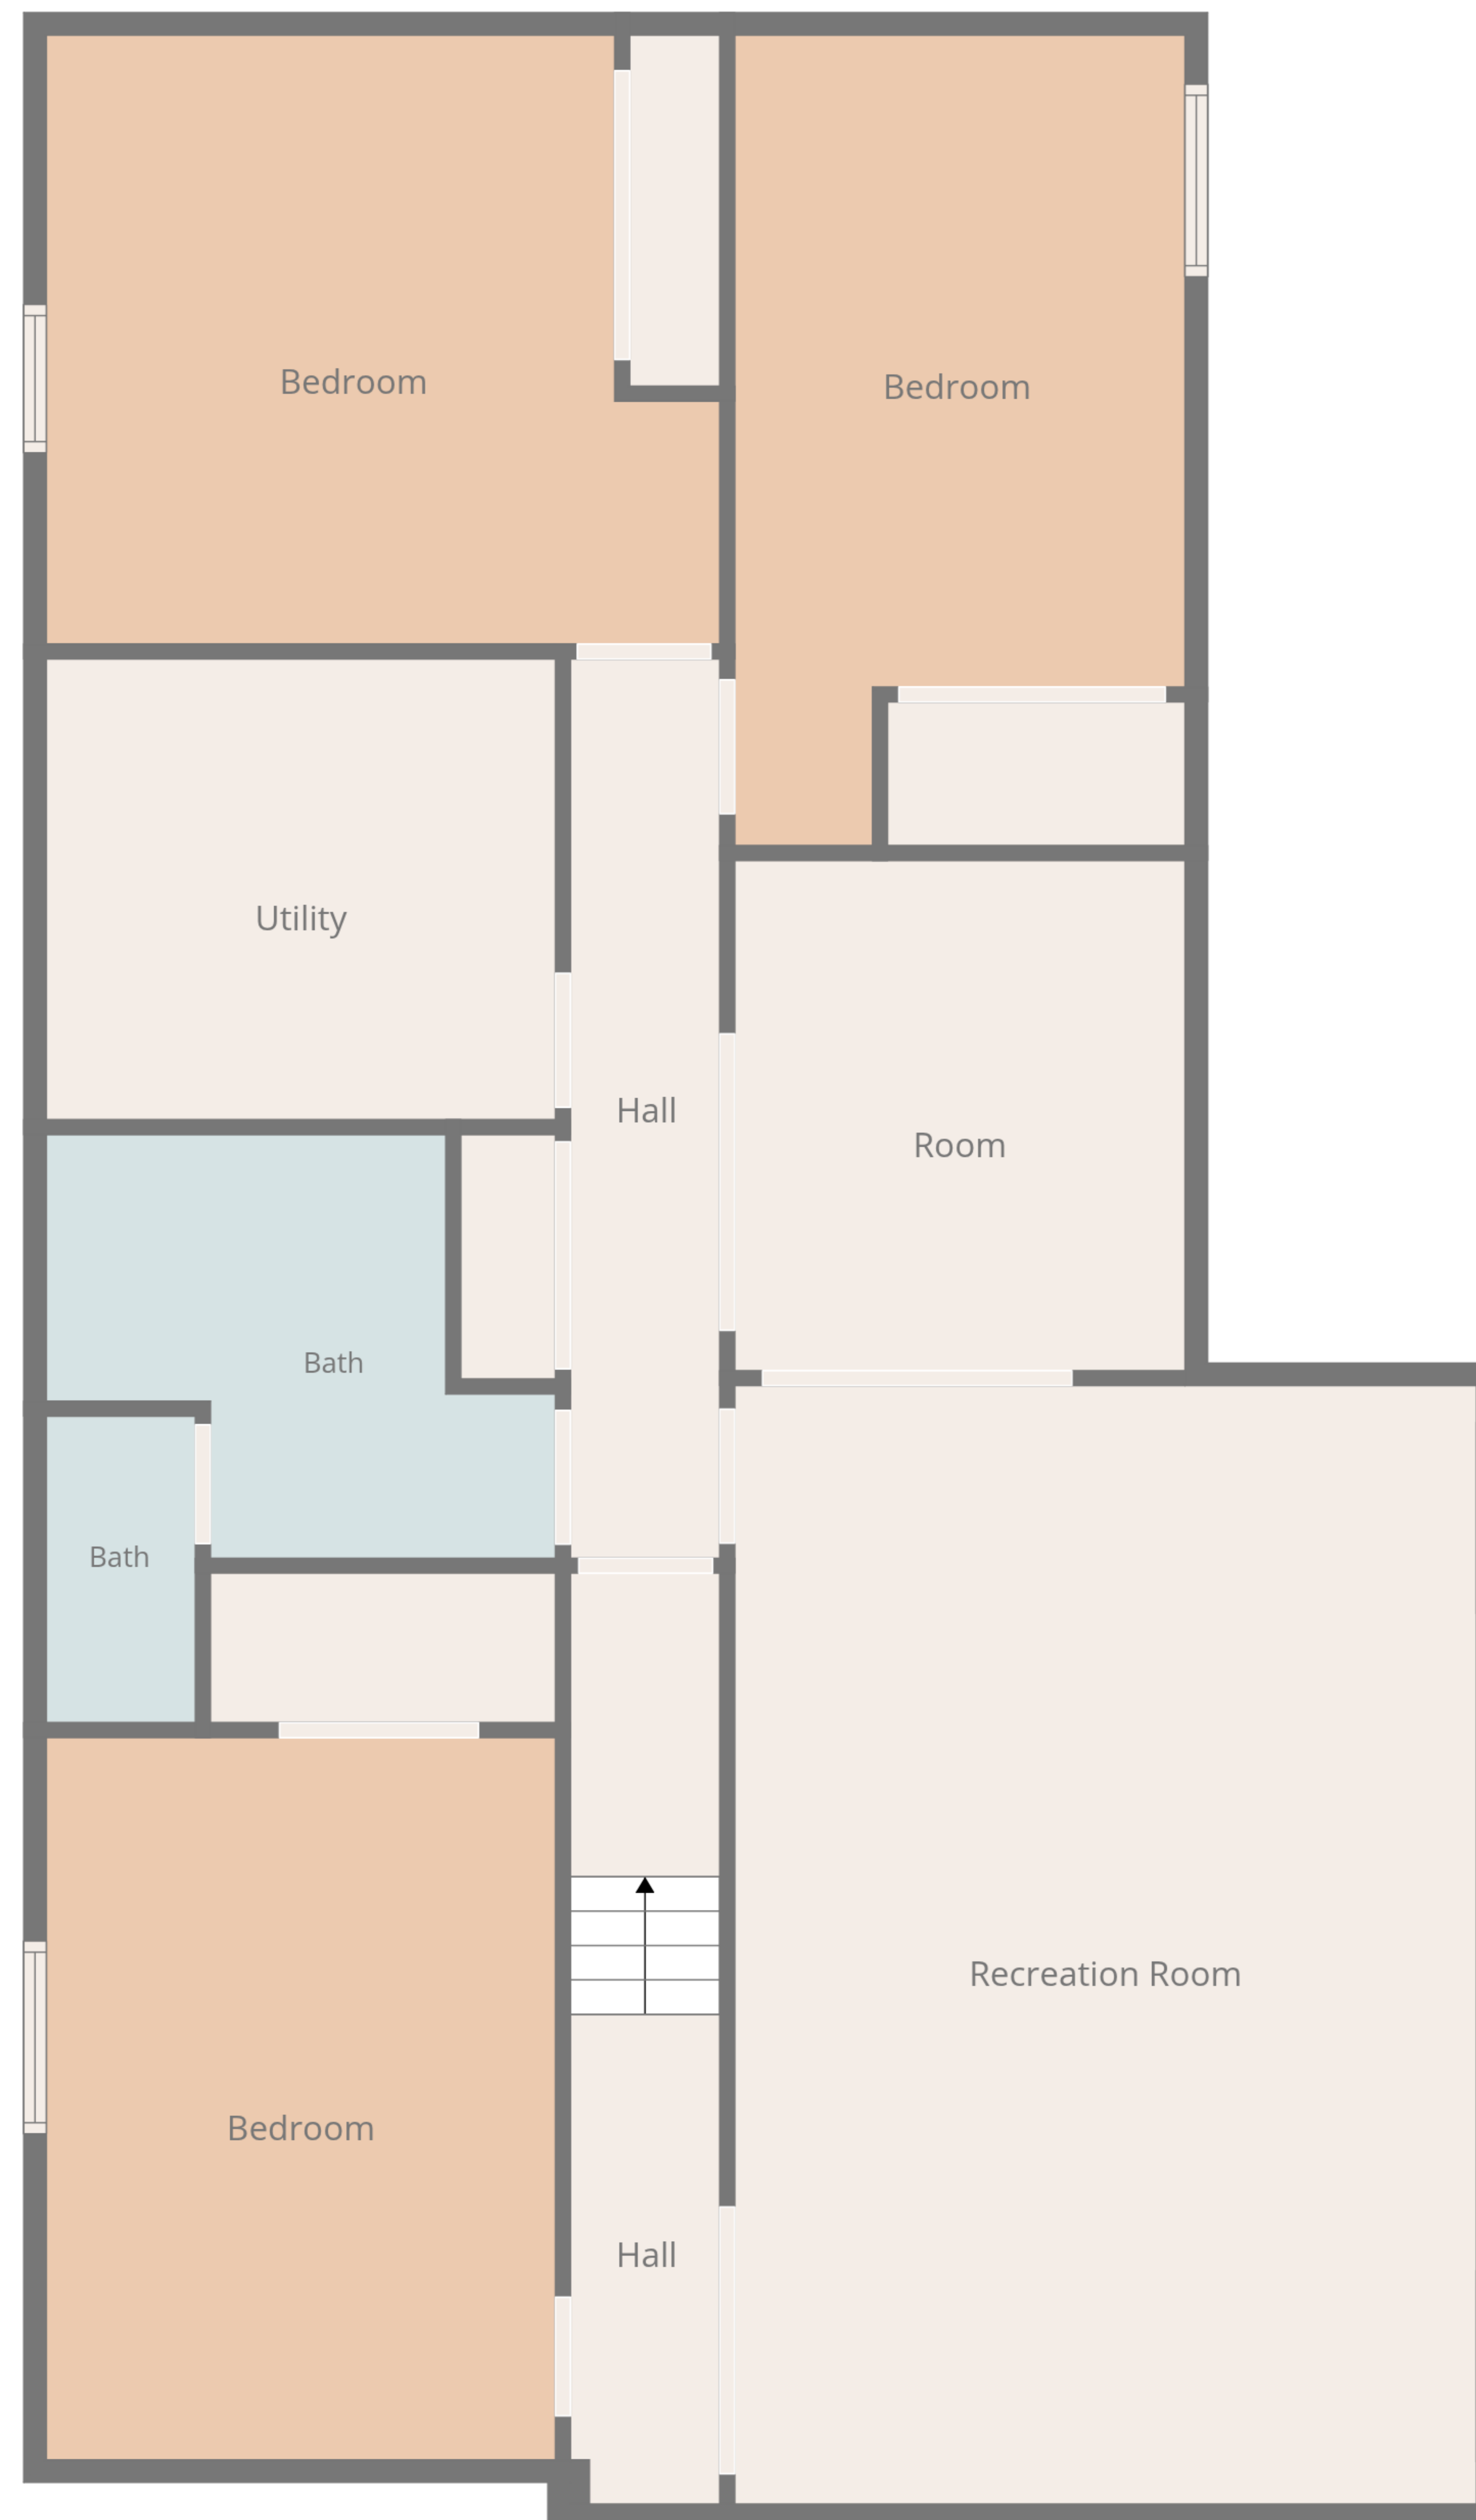 Bedroom
Bedroom
Utility
Hall
Room
Bath
Bath
Recreation Room
Bedroom
Hall